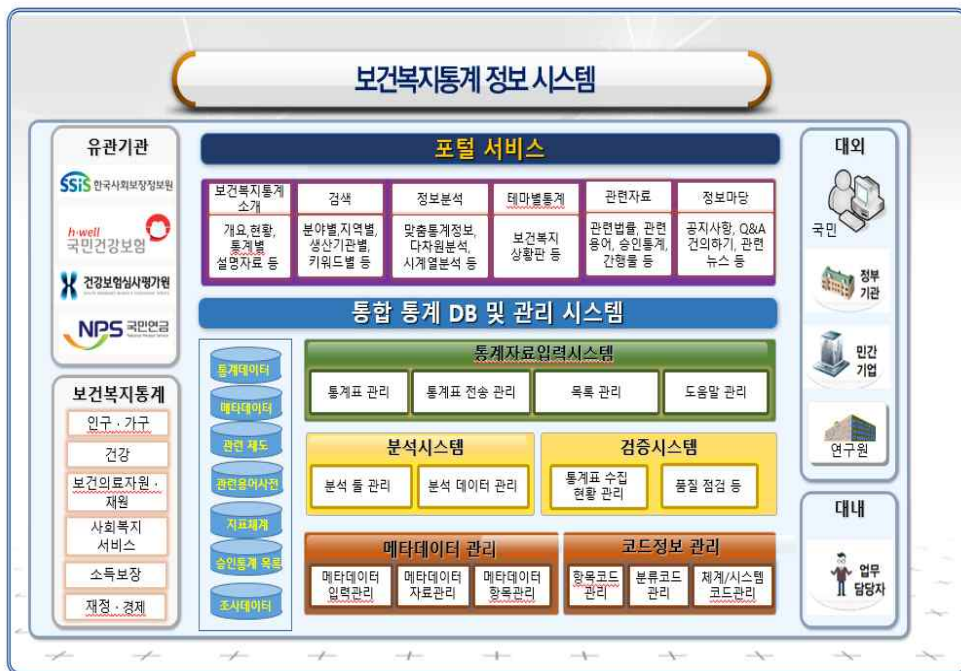 보건복지통계 정보 시스템
유관기관
SSiS 한국사회보장정보원
h·well
국민건강보험
건강보험심사평가원
NPS 국민연금
보건복지통계
인구 · 가구
건강
보건의료자원 ·
재원
사회복지
서비스
소득보장
재정 · 경제
포털 서비스
보건복지통계
소개
개요,현황,
통계별
설명자료 등
검색
분야별,지역별,
생산기관별,
키워드별 등
정보분석
맞춤통계정보,
다차원분석,
시계열분석 등
테마별통계
보건복지
상황판 등
관련자료
관련법률, 관련
용어, 승인통계,
간행물 등
정보마당
공지사항, Q&A
건의하기, 관련
뉴스 등
통합 통계 DB 및 관리 시스템
통계데이터
메타데이터
관련 제도
관련용어사전
지표체계
승인통계 목록
조사데이터
통계자료입력시스템
통계표 관리
통계표 전송 관리
목록 관리
도움말 관리
분석시스템
분석 툴 관리
분석 데이터 관리
검증시스템
통계표 수집
현황 관리
품질 점검 등
메타데이터 관리
메타데이터
입력관리
메타데이터
자료관리
메타데이터
항목관리
코드정보 관리
항목코드
관리
분류코드
관리
체계/시스템
코드관리
대외
국민
정부
기관
민간
기업
연구원
대내
업무
담당자